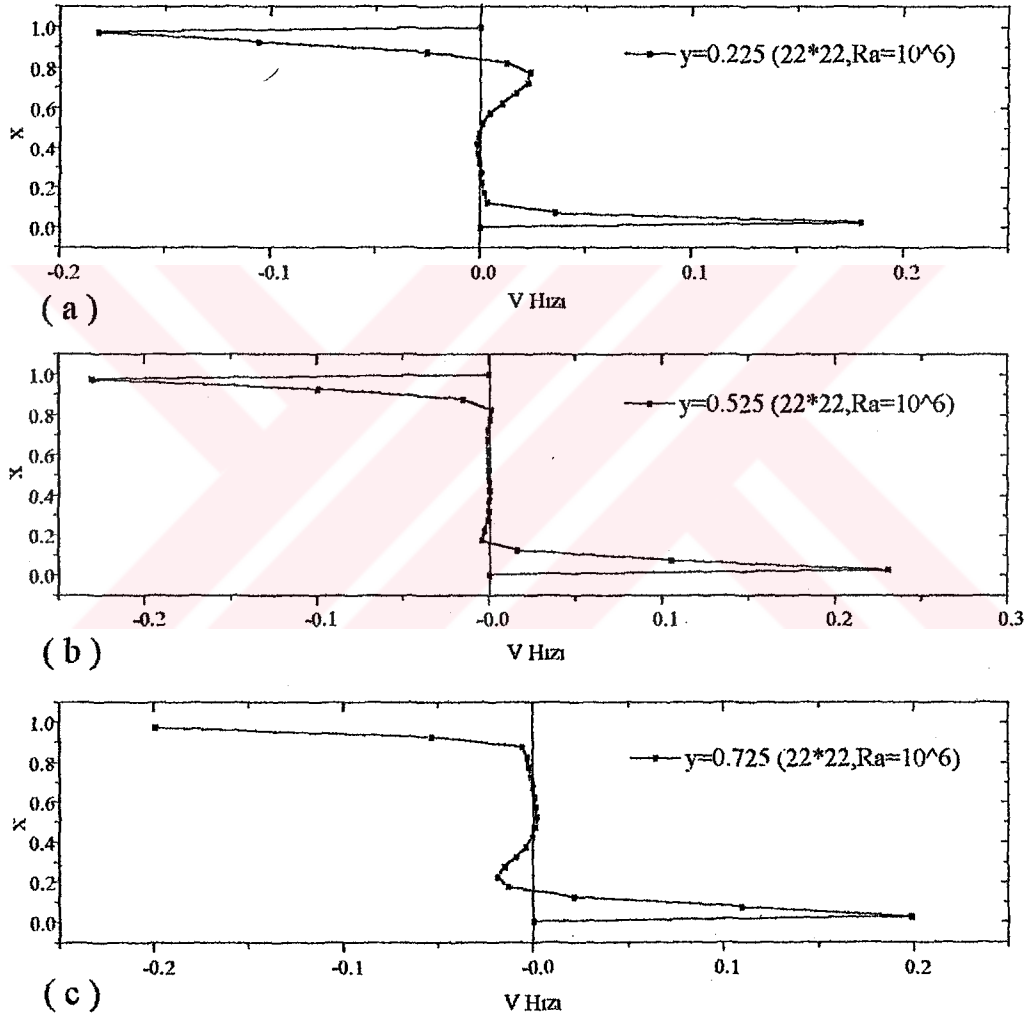 1.0
0.8
0.6
0.4
0.2
0.0
X
y=0.225 (22*22,Ra=10^6)
-0.2 -0.1 0.0 0.1 0.2
V Hızı
( a )
1.0
0.8
0.6
0.4
0.2
0.0
X
y=0.525 (22*22,Ra=10^6)
-0.2 -0.1 -0.0 0.1 0.2 0.3
V Hızı
( b )
1.0
0.8
0.6
0.4
0.2
0.0
X
y=0.725 (22*22,Ra=10^6)
-0.2 -0.1 -0.0 0.1 0.2
V Hızı
( c )